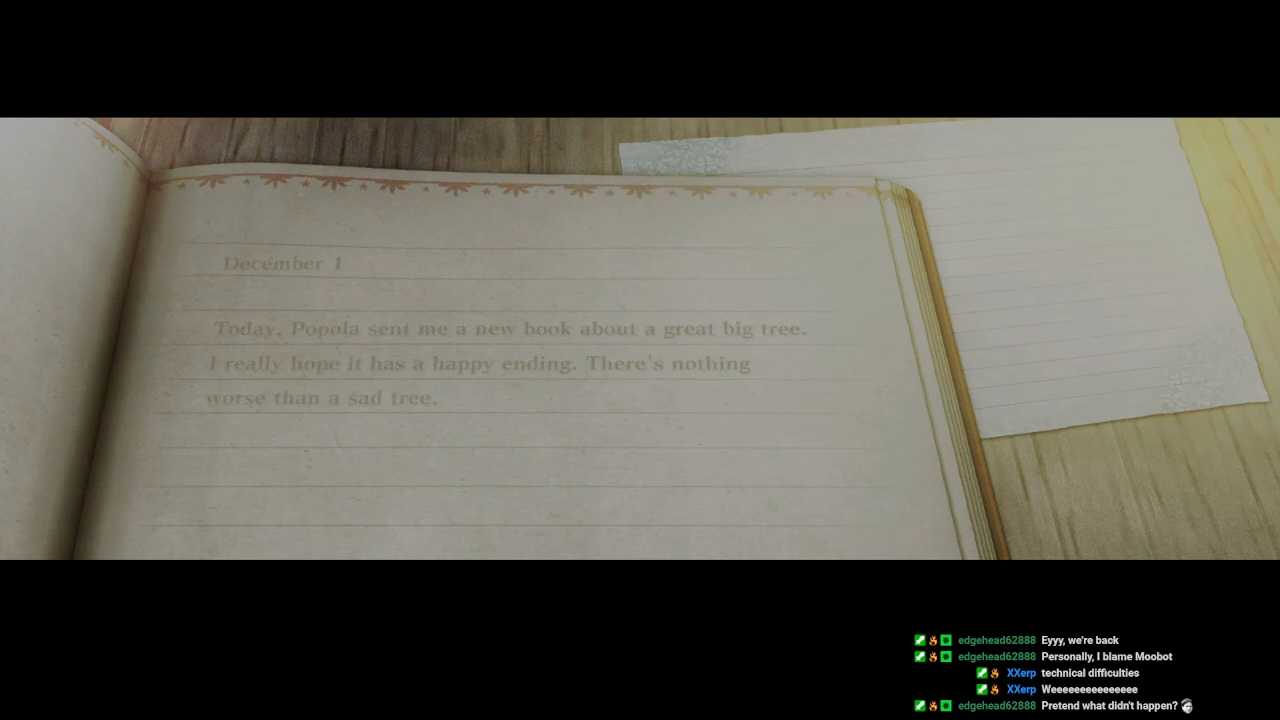 December 1
Today, Popola sent me a new book about a great big tree.
I really hope it has a happy ending. There's nothing
worse than a sad tree.
edgehead62888 Eyyy, we're back
edgehead62888 Personally, I blame Moobot
XXerp technical difficulties
XXerp Weeeeeeeeeeeeeee
edgehead62888 Pretend what didn't happen?